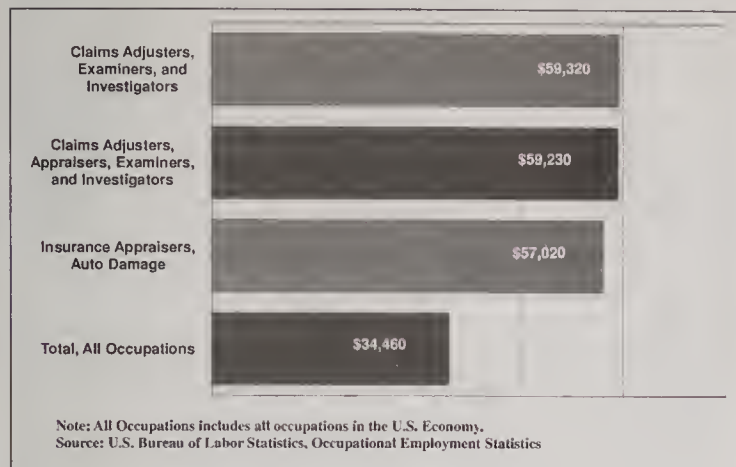 Claims Adjusters,
Examiners, and
Investigators
$59,320
Claims Adjusters,
Appraisers, Examiners,
and Investigators
$59,230
Insurance Appraisers,
Auto Damage
$57,020
Total, All Occupations
$34,460
Note: All Occupations includes all occupations in the U.S. Economy.
Source: U.S. Bureau of Labor Statistics, Occupational Employment Statistics